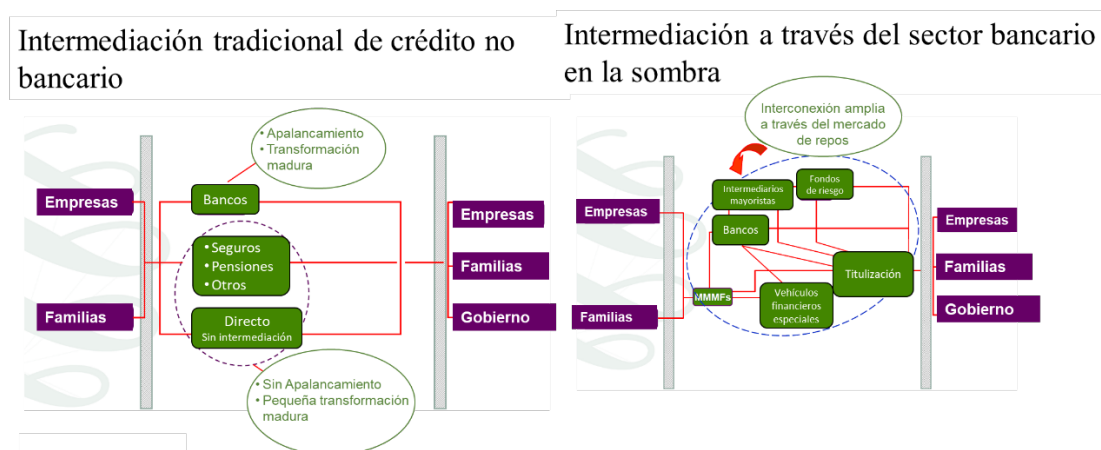 Intermediación tradicional de crédito no
bancario
• Apalancamiento
• Transformación
madura
Empresas
Familias
Bancos
• Seguros
• Pensiones
• Otros
Directo
Sin intermediación
Empresas
Familias
Gobierno
• Sin Apalancamiento
• Pequeña transformación
madura
Intermediación a través del sector bancario
en la sombra
Interconexión amplia
a través del mercado
de repos
Empresas
Familias
Intermediarios
mayoristas
Fondos
de riesgo
Bancos
Titulización
MMMFs
Vehículos
financieros
especiales
Empresas
Familias
Gobierno